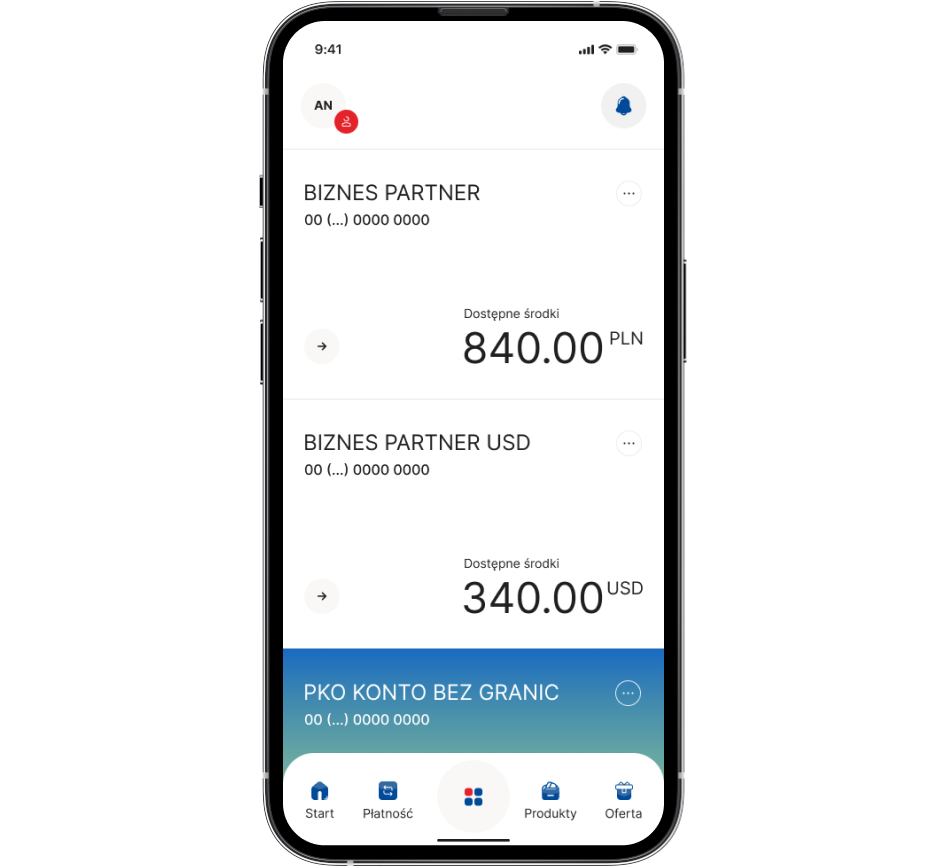 9:41
AN
BIZNES PARTNER
00 (...) 0000 0000
Dostępne środki
840.00 PLN
BIZNES PARTNER USD
00 (...) 0000 0000
Dostępne środki
340.00 USD
PKO KONTO BEZ GRANIC
00 (...) 0000 0000
Start Płatność Produkty Oferta